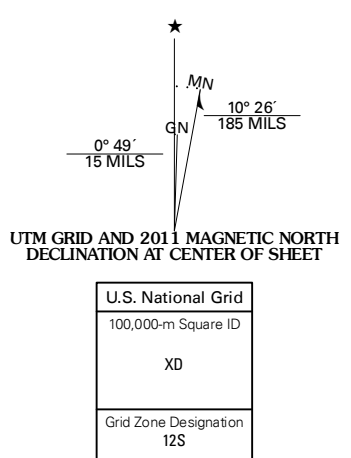 ★
MN
10° 26´
185 MILS
GN
0° 49´
15 MILS
UTM GRID AND 2011 MAGNETIC NORTH
DECLINATION AT CENTER OF SHEET
U.S. National Grid
100,000-m Square ID
XD
Grid Zone Designation
12S